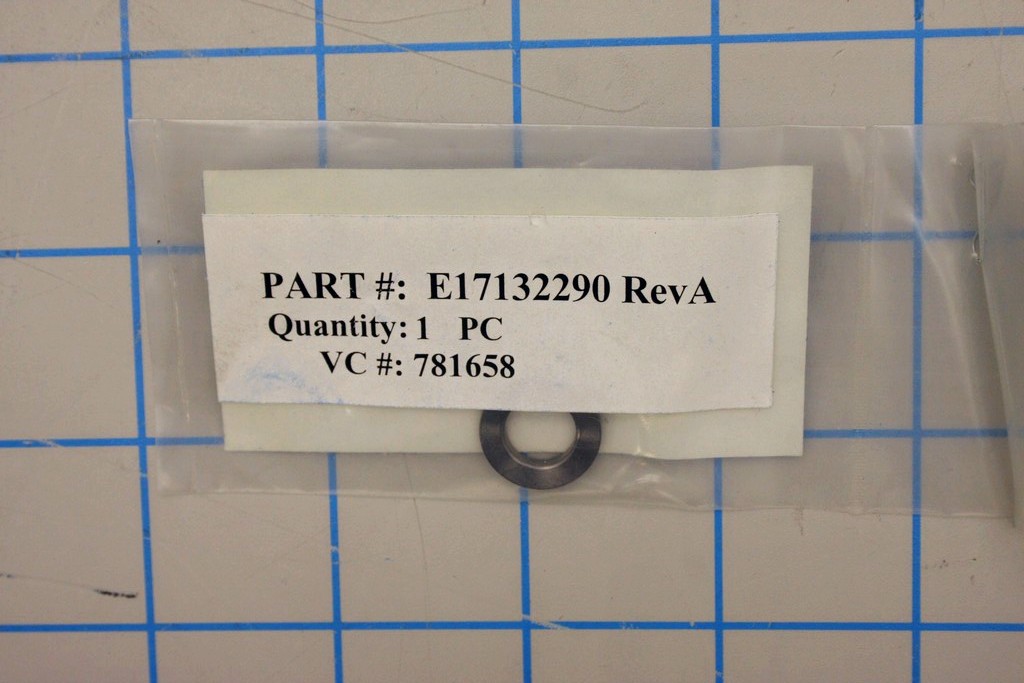 PART #: E17132290 RevA
Quantity: 1 PC
VC #: 781658